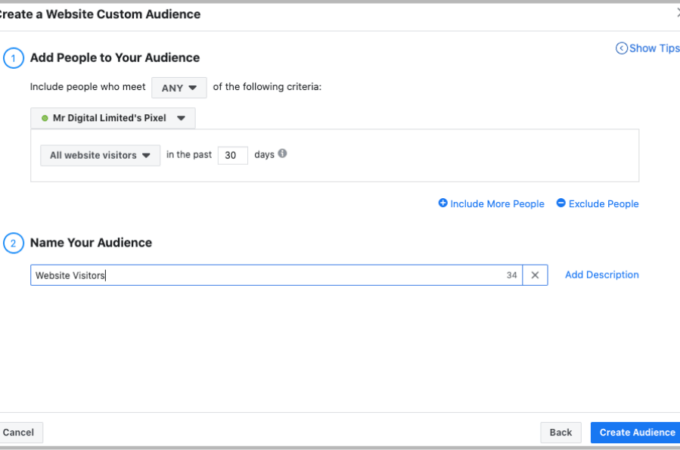 Create a Website Custom Audience
Show Tips
1 Add People to Your Audience
Include people who meet ANY of the following criteria:
Mr Digital Limited's Pixel
All website visitors in the past 30 days
Include More People Exclude People
2 Name Your Audience
Website Visitors 34 Add Description
Cancel Back Create Audience